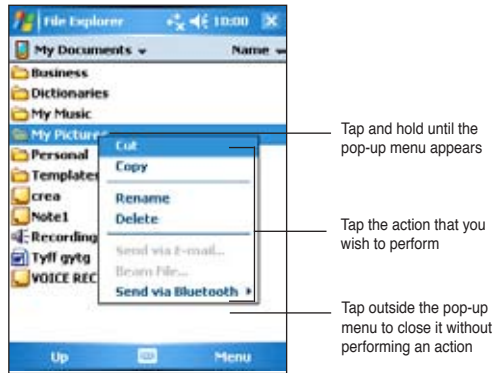 File Explorer 10:00
My Documents Name
Business
Dictionaries
My Music
My Pictures
Personal
Templates
crea
Note1
Recording
Tyff gytg
VOICE REC
Cut
Copy
Rename
Delete
Send via E-mail...
Beam File...
Send via Bluetooth
Up Menu
Tap and hold until the
pop-up menu appears
Tap the action that you
wish to perform
Tap outside the pop-up
menu to close it without
performing an action